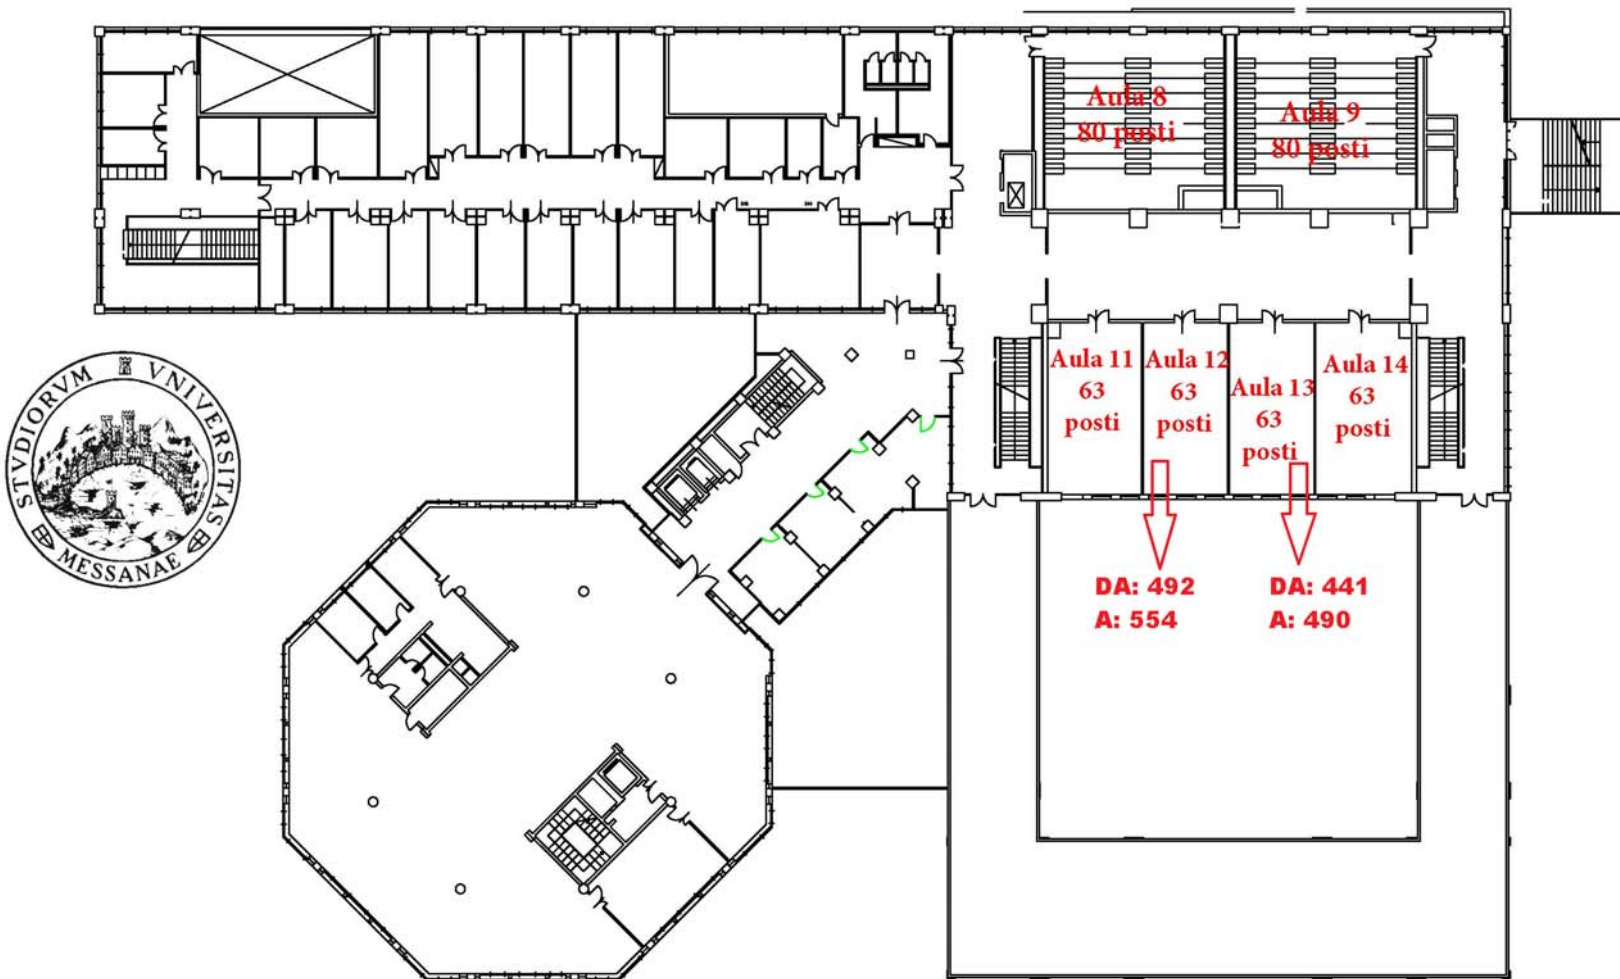 Aula 8
80 posti
Aula 9
80 posti
Aula 11
63
posti
Aula 12
63
posti
Aula 13
63
posti
Aula 14
63
posti
STVDIORVM VNIVERSITAS
MESSANAE
DA: 492
A: 554
DA: 441
A: 490